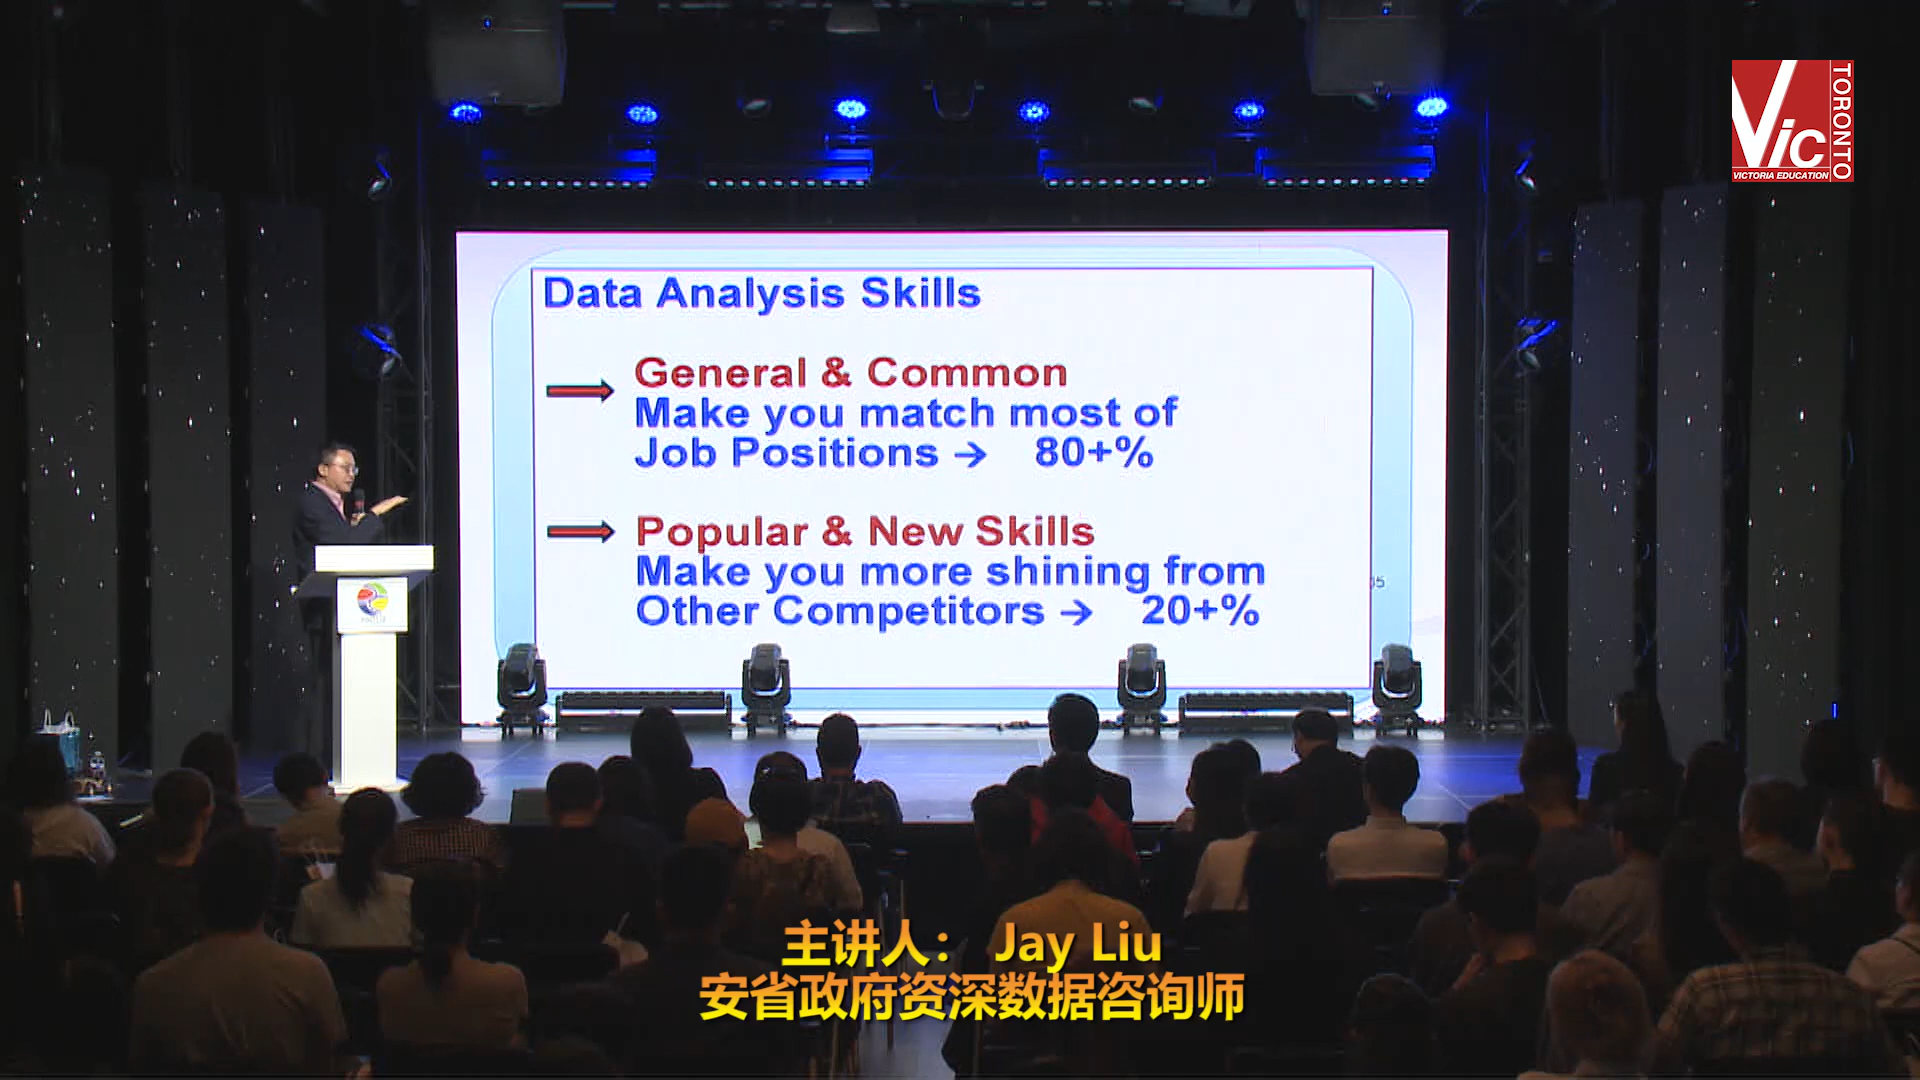 Vic
TORONTO
VICTORIA EDUCATION
Data Analysis Skills
General & Common
Make you match most of
Job Positions → 80+%
Popular & New Skills
Make you more shining from
Other Competitors → 20+%
主讲人： Jay Liu
安省政府资深数据咨询师